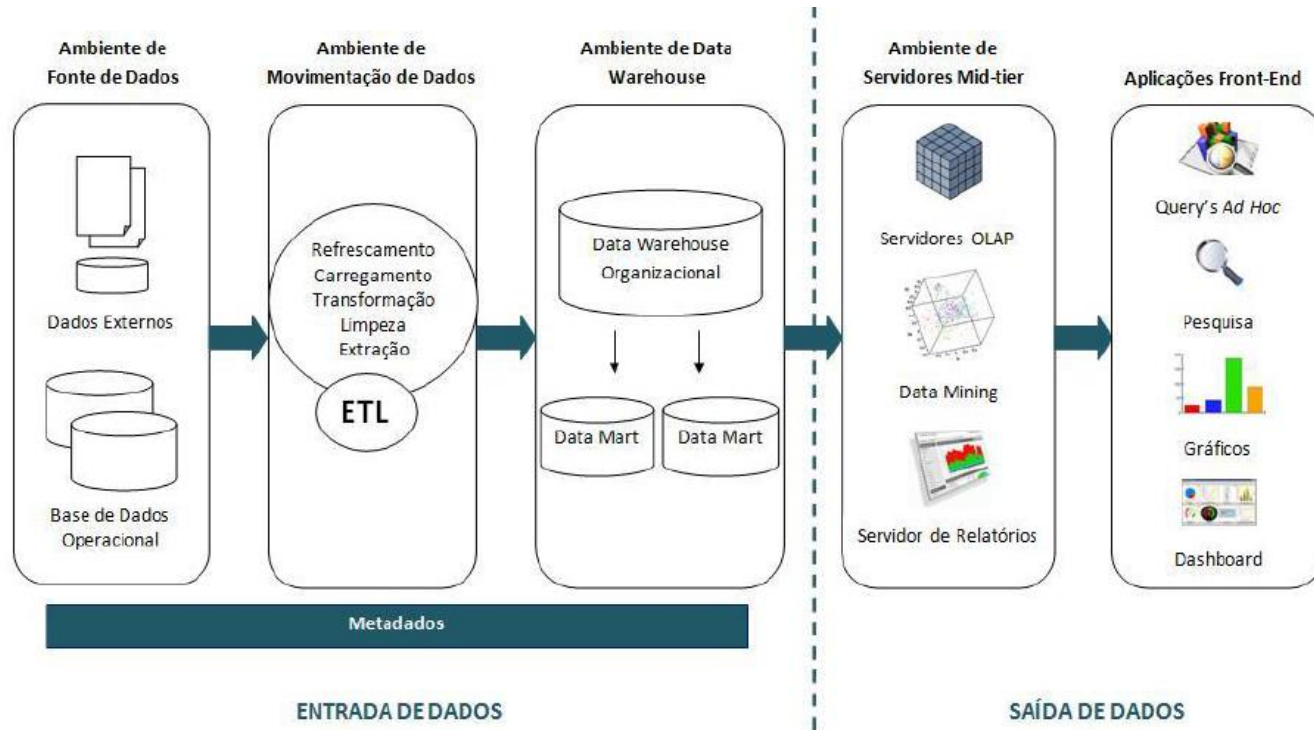 Ambiente de
Fonte de Dados
Ambiente de
Movimentação de Dados
Ambiente de Data
Warehouse
Ambiente de
Servidores Mid-tier
Aplicações Front-End
Dados Externos
Base de Dados
Operacional
Refrescamento
Carregamento
Transformação
Limpeza
Extração
ETL
Data Warehouse
Organizacional
Data Mart
Data Mart
Servidores OLAP
Data Mining
Servidor de Relatórios
Query's Ad Hoc
Pesquisa
Gráficos
Dashboard
Metadados
ENTRADA DE DADOS
SAÍDA DE DADOS